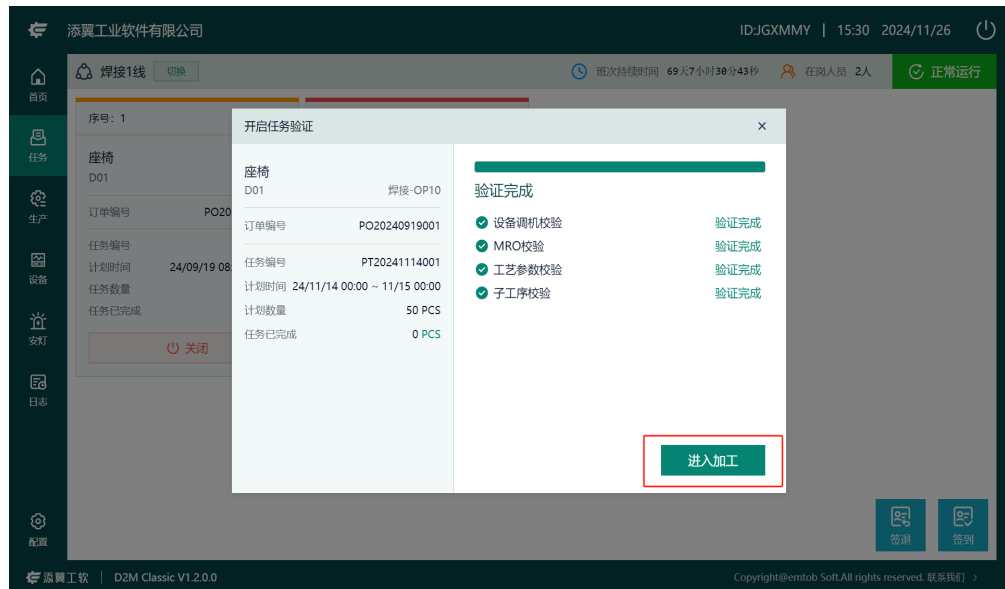 添翼工业软件有限公司
ID:JGXMMY | 15:30 2024/11/26
首页
任务
生产
设备
安灯
日志
配置
焊接1线 切换
班次持续时间 69天7小时30分43秒 在岗人员 2人 正常运行
序号: 1
座椅
D01
订单编号 PO20
任务编号
计划时间 24/09/19 08:
任务数量
任务已完成
关闭
开启任务验证 ×
座椅
D01 焊接-OP10
订单编号 PO20240919001
任务编号 PT20241114001
计划时间 24/11/14 00:00 ~ 11/15 00:00
计划数量 50 PCS
任务已完成 0 PCS
验证完成
设备调机校验 验证完成
MRO校验 验证完成
工艺参数校验 验证完成
子工序校验 验证完成
进入加工
签退
签到
添翼工软 | D2M Classic V1.2.0.0
Copyright@emtob Soft.All rights reserved. 联系我们 >